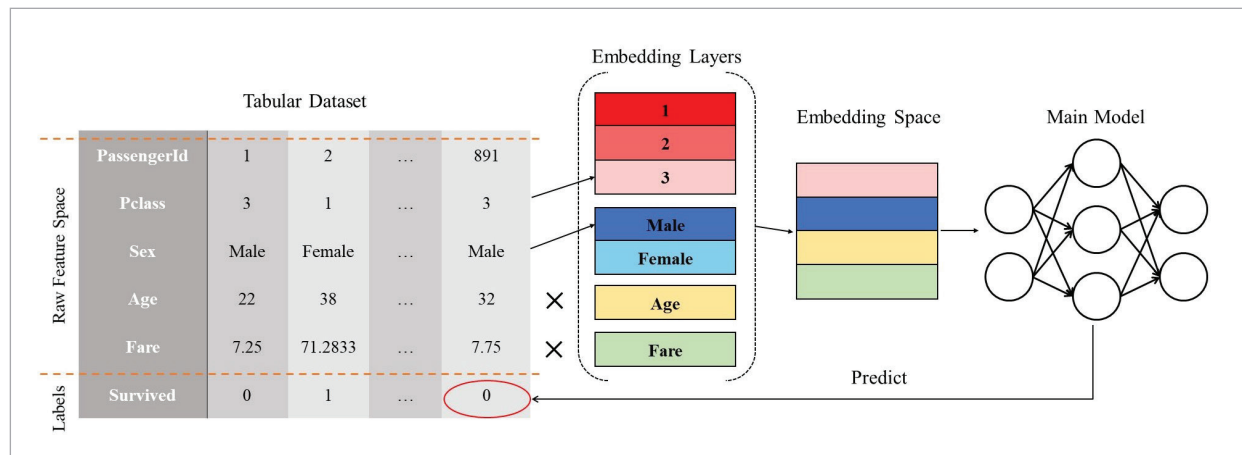 Embedding Layers
Tabular Dataset
Embedding Space
Main Model
Raw Feature Space
PassengerId 1 2 ... 891
Pclass 3 1 ... 3
Sex Male Female ... Male
Age 22 38 ... 32 ×
Fare 7.25 71.2833 ... 7.75 ×
Labels
Survived 0 1 ... 0
1
2
3
Male
Female
Age
Fare
Predict